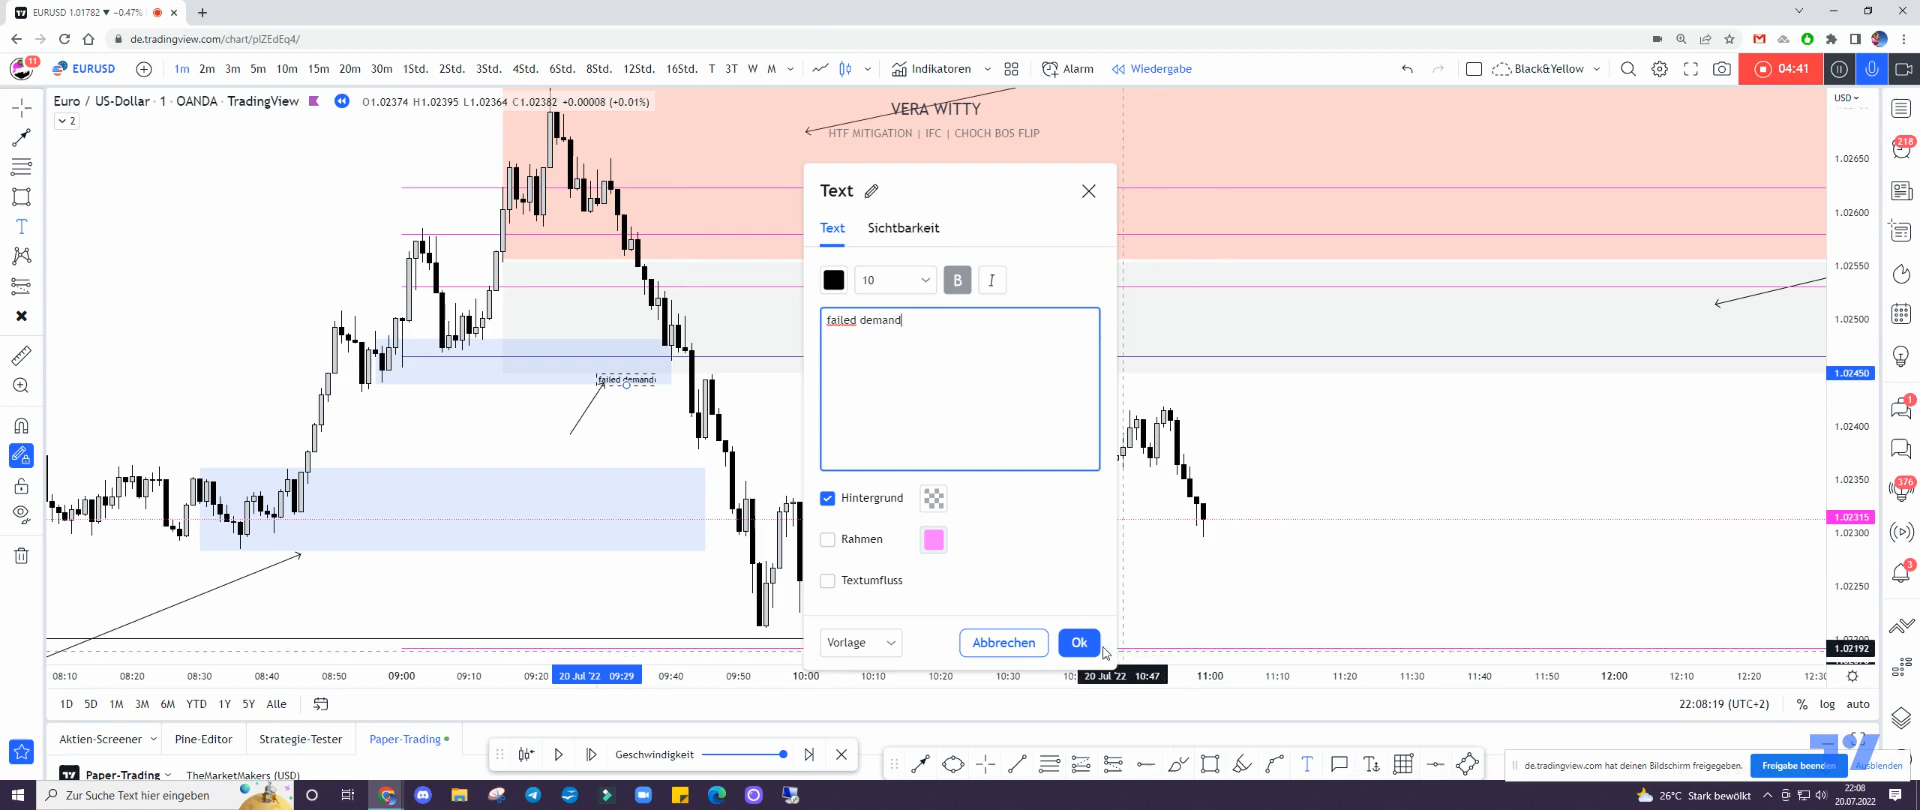 EURUSD 1.01782 ▼ −0.47%
de.tradingview.com/chart/plZEdEq4/
11
EURUSD
1m 2m 3m 5m 10m 15m 20m 30m 1Std. 2Std. 3Std. 4Std. 6Std. 8Std. 12Std. 16Std. T 3T W M
Indikatoren
Alarm
Wiedergabe
Black&Yellow
04:41
Euro / US-Dollar · 1 · OANDA · TradingView
O1.02374 H1.02395 L1.02364 C1.02382 +0.00008 (+0.01%)
2
VERA WITTY
HTF MITIGATION | IFC | CHOCH BOS FLIP
USD
1.02650
1.02600
1.02550
1.02500
1.02450
1.02400
1.02350
1.02315
1.02300
1.02250
1.02192
218
1
376
3
failed demand
Text
Text Sichtbarkeit
10 B I
failed demand
Hintergrund
Rahmen
Textumfluss
Vorlage Abbrechen Ok
08:10 08:20 08:30 08:40 08:50 09:00 09:10 09:20 20 Jul '22 09:29 09:40 09:50 10:00 10:10 10:20 10:30 20 Jul '22 10:47 11:00 11:10 11:20 11:30 11:40 11:50 12:00 12:10 12:20
1D 5D 1M 3M 6M YTD 1Y 5Y Alle
22:08:19 (UTC+2) % log auto
Aktien-Screener Pine-Editor Strategie-Tester Paper-Trading
Geschwindigkeit
Paper-Trading TheMarketMakers (USD)
de.tradingview.com hat deinen Bildschirm freigegeben. Freigabe beenden Ausblenden
Zur Suche Text hier eingeben
26°C Stark bewölkt
22:08
20.07.2022